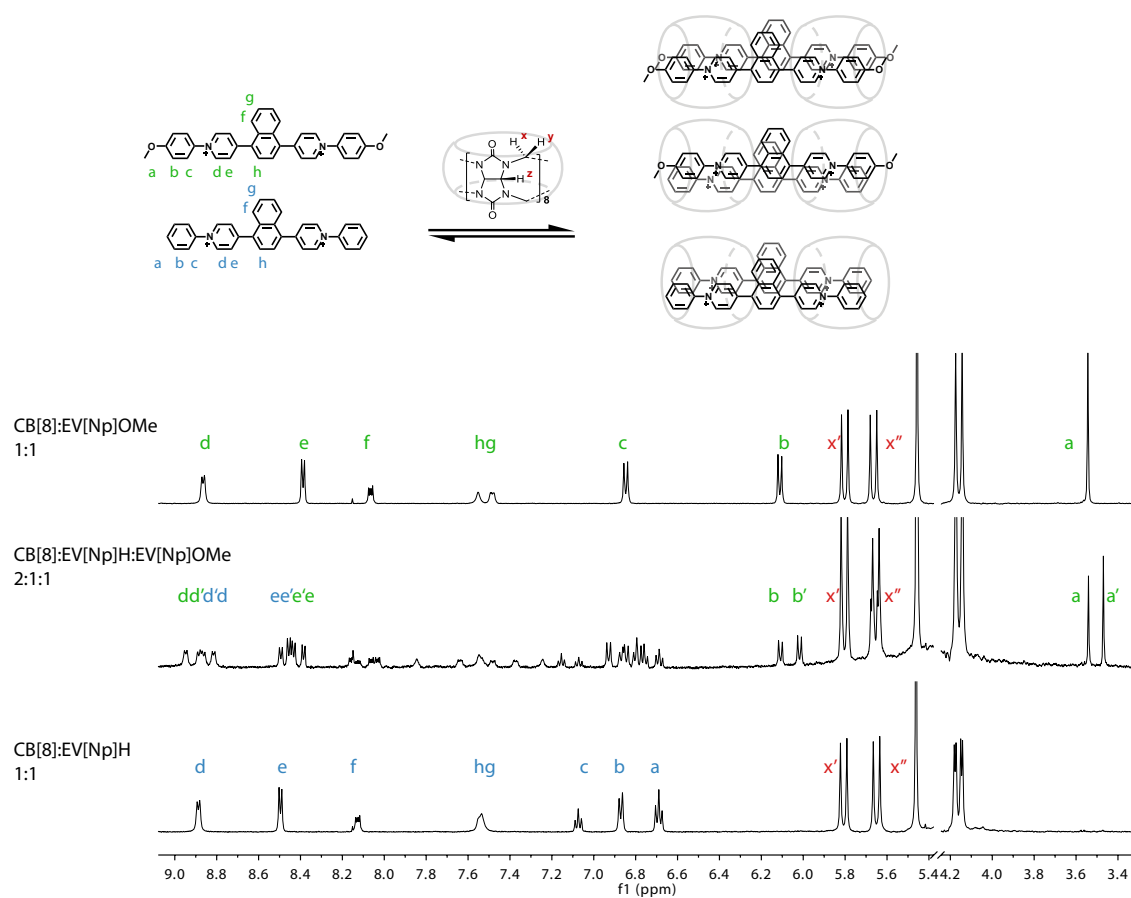 g
f
O
N
+
N
+
O
a b c d e h
g
f
N
+
N
+
a b c d e h
x
y
O
H
H
N
N
H
z
N
N
O
8
O
O
N
+
N
+
O
O
O
N
+
N
+
O
N
+
N
+
CB[8]:EV[Np]OMe
1:1
d e f hg c b x' x'' a
CB[8]:EV[Np]H:EV[Np]OMe
2:1:1
dd'd'd ee'e'e b b' x' x'' a a'
CB[8]:EV[Np]H
1:1
d e f hg c b a x' x''
9.0 8.8 8.6 8.4 8.2 8.0 7.8 7.6 7.4 7.2 7.0 6.8 6.6 6.4 6.2 6.0 5.8 5.6 5.4 4.2 4.0 3.8 3.6 3.4
f1 (ppm)